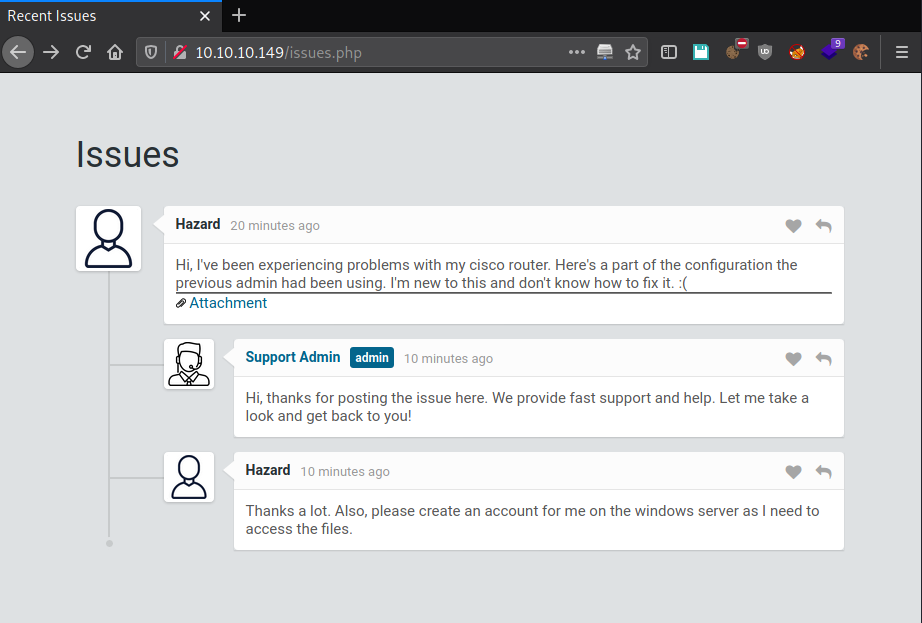 Recent Issues
10.10.10.149/issues.php
9
Issues
Hazard 20 minutes ago
Hi, I've been experiencing problems with my cisco router. Here's a part of the configuration the
previous admin had been using. I'm new to this and don't know how to fix it. :(
Attachment
Support Admin admin 10 minutes ago
Hi, thanks for posting the issue here. We provide fast support and help. Let me take a
look and get back to you!
Hazard 10 minutes ago
Thanks a lot. Also, please create an account for me on the windows server as I need to
access the files.